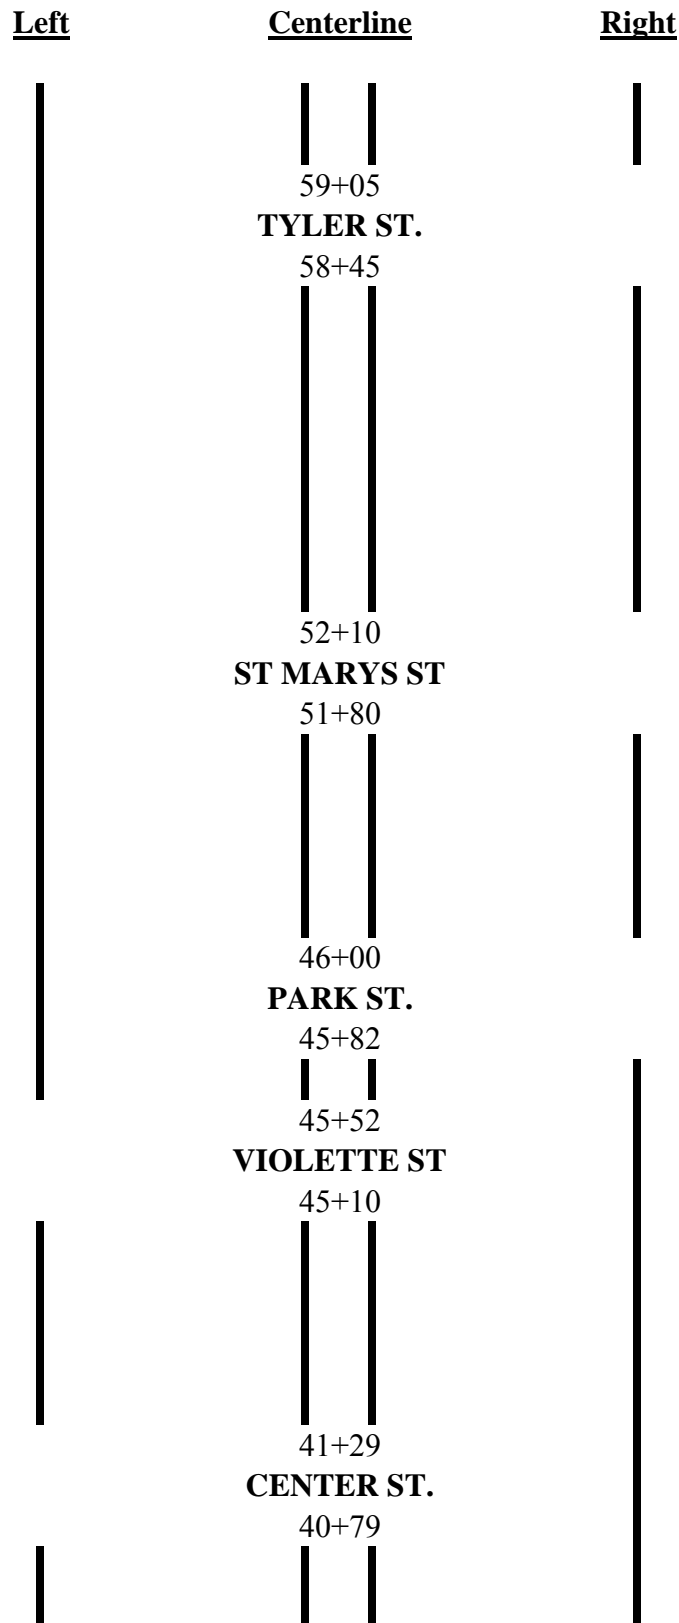 Left Centerline Right
59+05
TYLER ST.
58+45
52+10
ST MARYS ST
51+80
46+00
PARK ST.
45+82
45+52
VIOLETTE ST
45+10
41+29
CENTER ST.
40+79